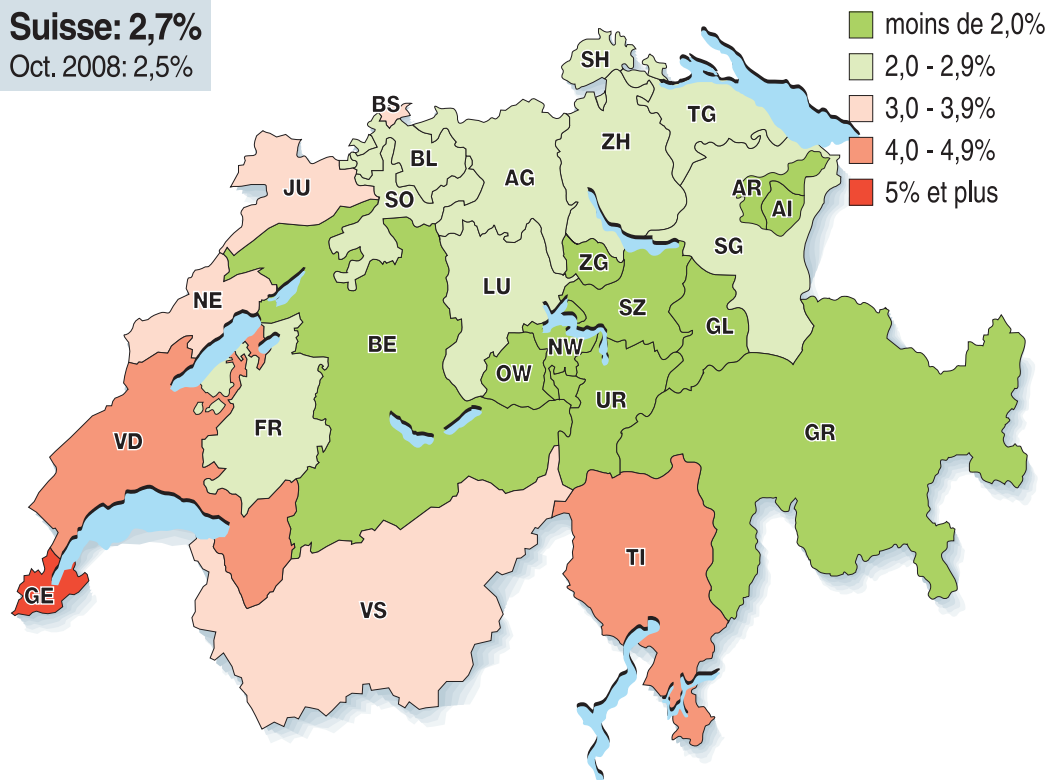 Suisse: 2,7%
Oct. 2008: 2,5%
moins de 2,0%
2,0 - 2,9%
3,0 - 3,9%
4,0 - 4,9%
5% et plus
SH
BS
TG
ZH
BL
AG
JU
AR
SO
AI
SG
ZG
LU
NE
SZ
GL
BE
NW
OW
UR
FR
GR
VD
TI
GE
VS